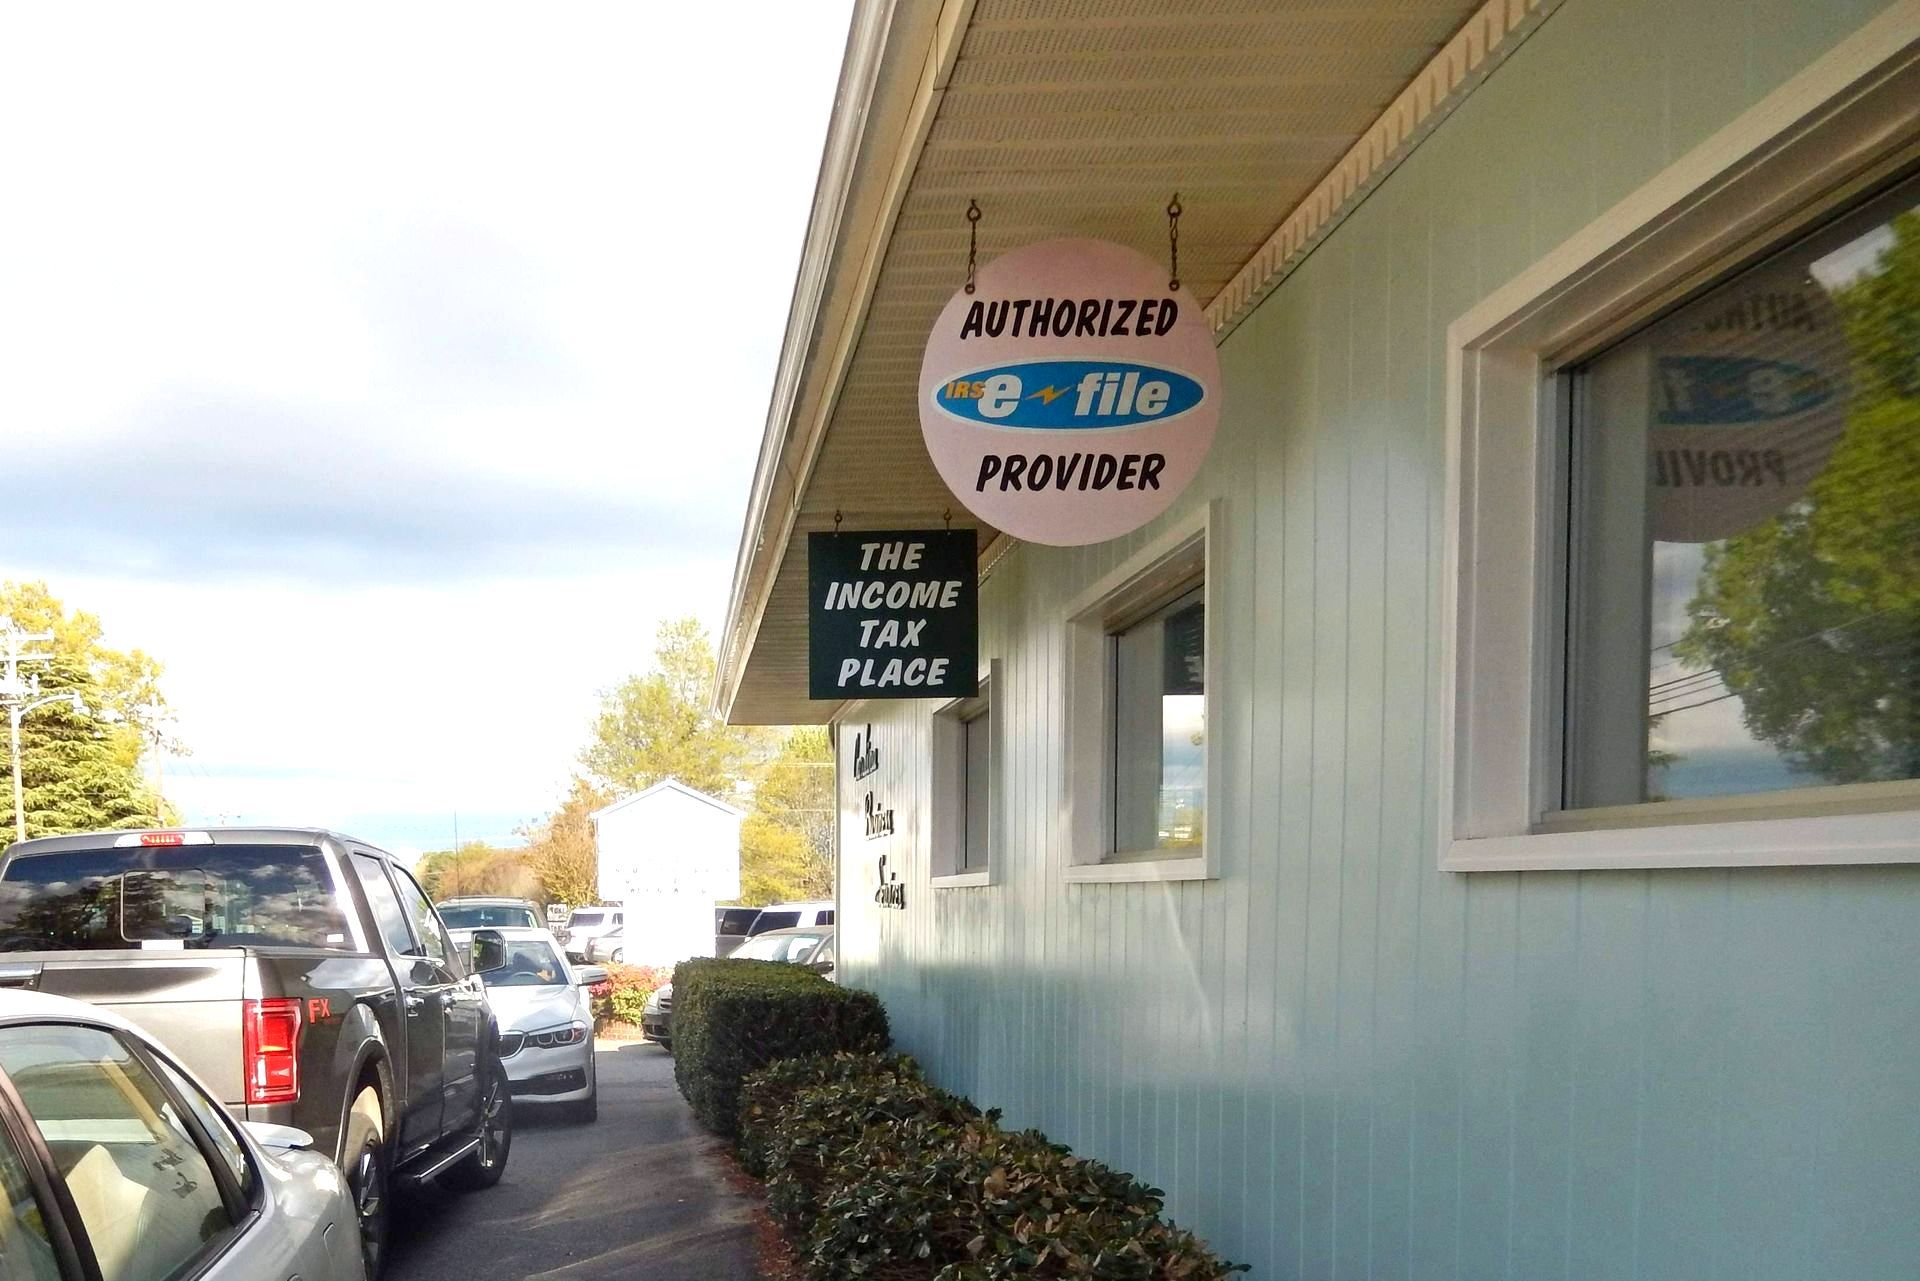 AUTHORIZED
IRS e file
PROVIDER
THE
INCOME
TAX
PLACE
FX